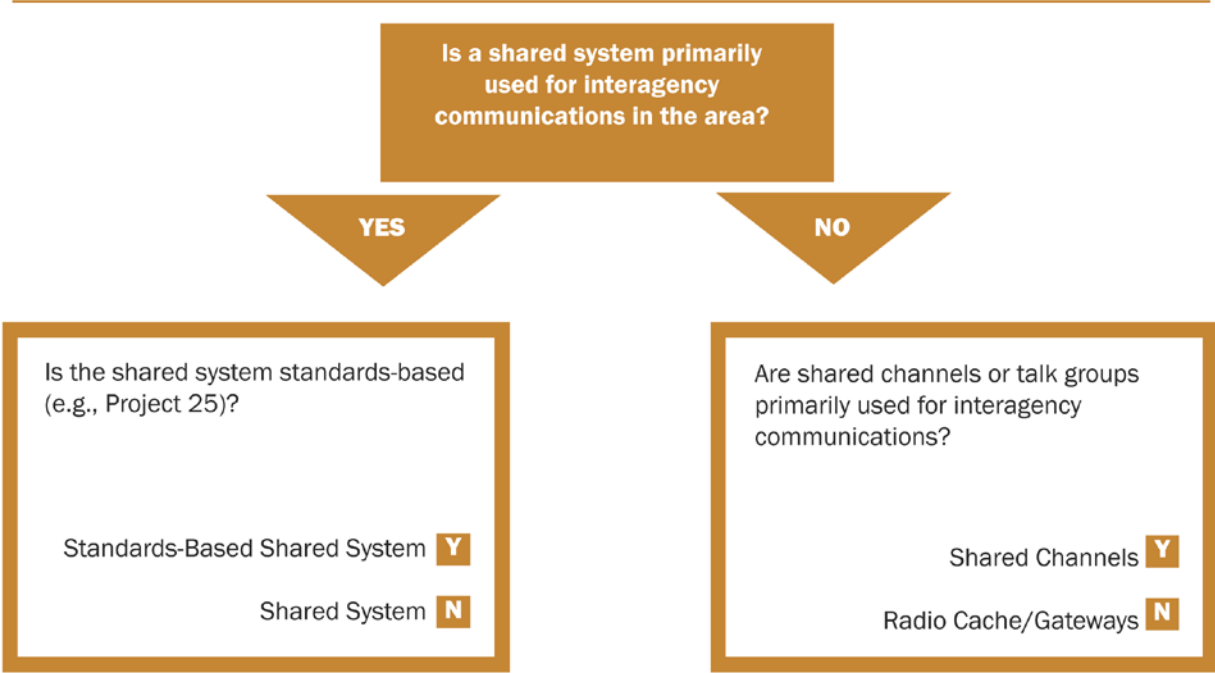 Is a shared system primarily
used for interagency
communications in the area?
YES
NO
Is the shared system standards-based
(e.g., Project 25)?
Standards-Based Shared System Y
Shared System N
Are shared channels or talk groups
primarily used for interagency
communications?
Shared Channels Y
Radio Cache/Gateways N